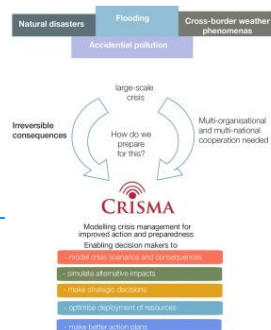 Natural disasters
Flooding
Cross-border weather
phenomenas
Accidential pollution
large-scale
crisis
Irreversible
consequences
How do we
prepare
for this?
Multi-organisational
and multi-national
cooperation needed
CRISMA
Modelling crisis management for
improved action and preparedness
Enabling decision makers to
- model crisis scenarios and consequences
- simulate alternative impacts
- make strategic decisions
- optimise deployment of resources
- make better action plans